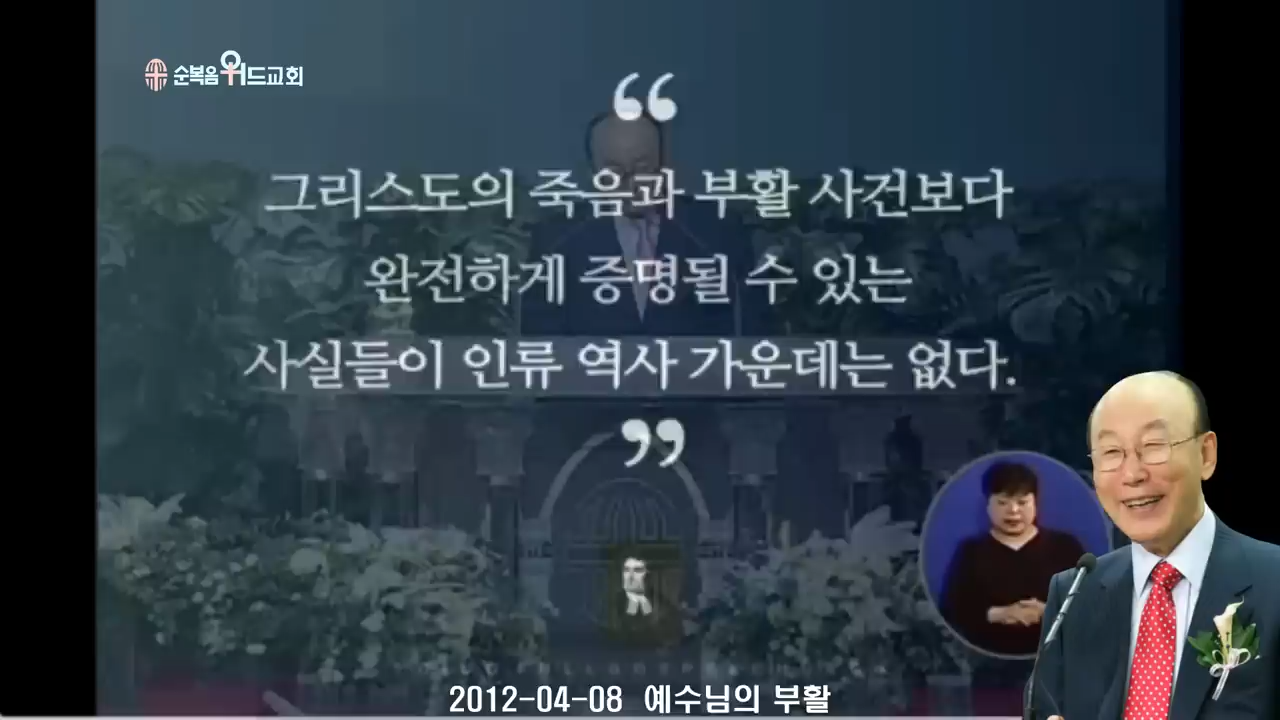 순복음위드교회
“
그리스도의 죽음과 부활 사건보다
완전하게 증명될 수 있는
사실들이 인류 역사 가운데는 없다.
”
2012-04-08 예수님의 부활